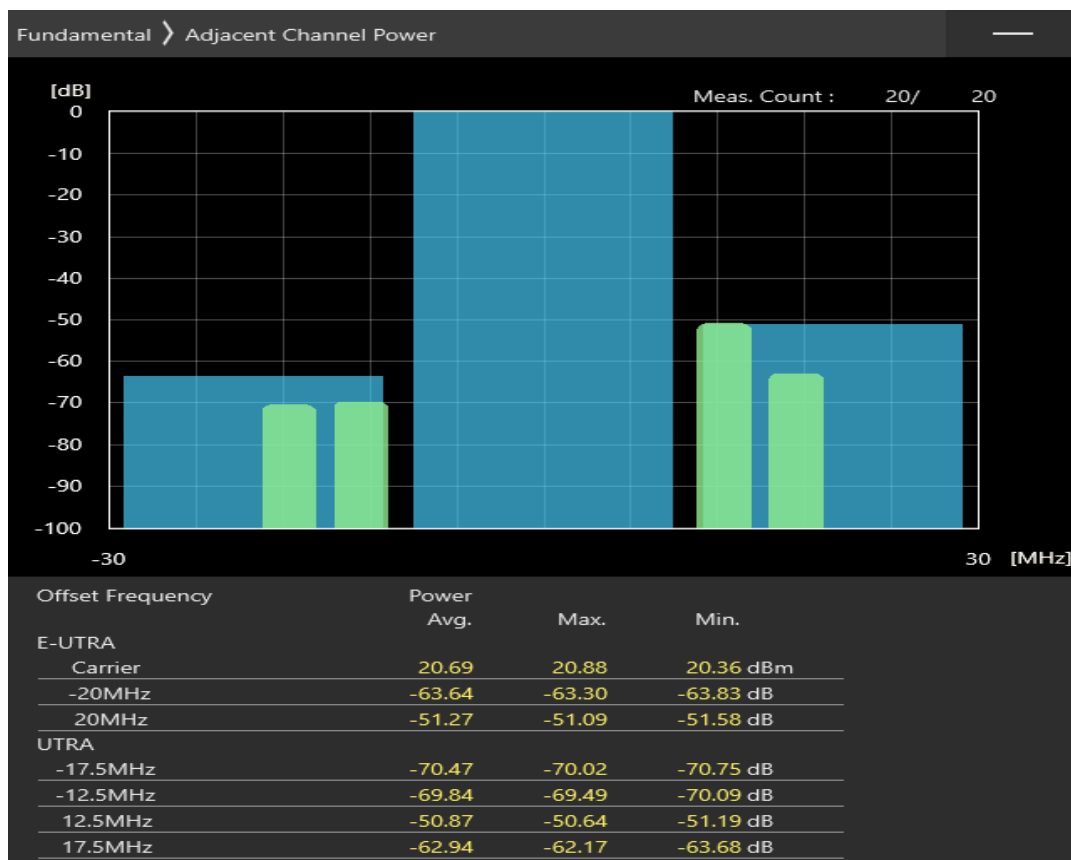 Fundamental ❯ Adjacent Channel Power
[dB]
Meas. Count : 20/ 20
0
-10
-20
-30
-40
-50
-60
-70
-80
-90
-100
-30 30 [MHz]
Offset Frequency Power
Avg. Max. Min.
E-UTRA
Carrier 20.69 20.88 20.36 dBm
-20MHz -63.64 -63.30 -63.83 dB
20MHz -51.27 -51.09 -51.58 dB
UTRA
-17.5MHz -70.47 -70.02 -70.75 dB
-12.5MHz -69.84 -69.49 -70.09 dB
12.5MHz -50.87 -50.64 -51.19 dB
17.5MHz -62.94 -62.17 -63.68 dB